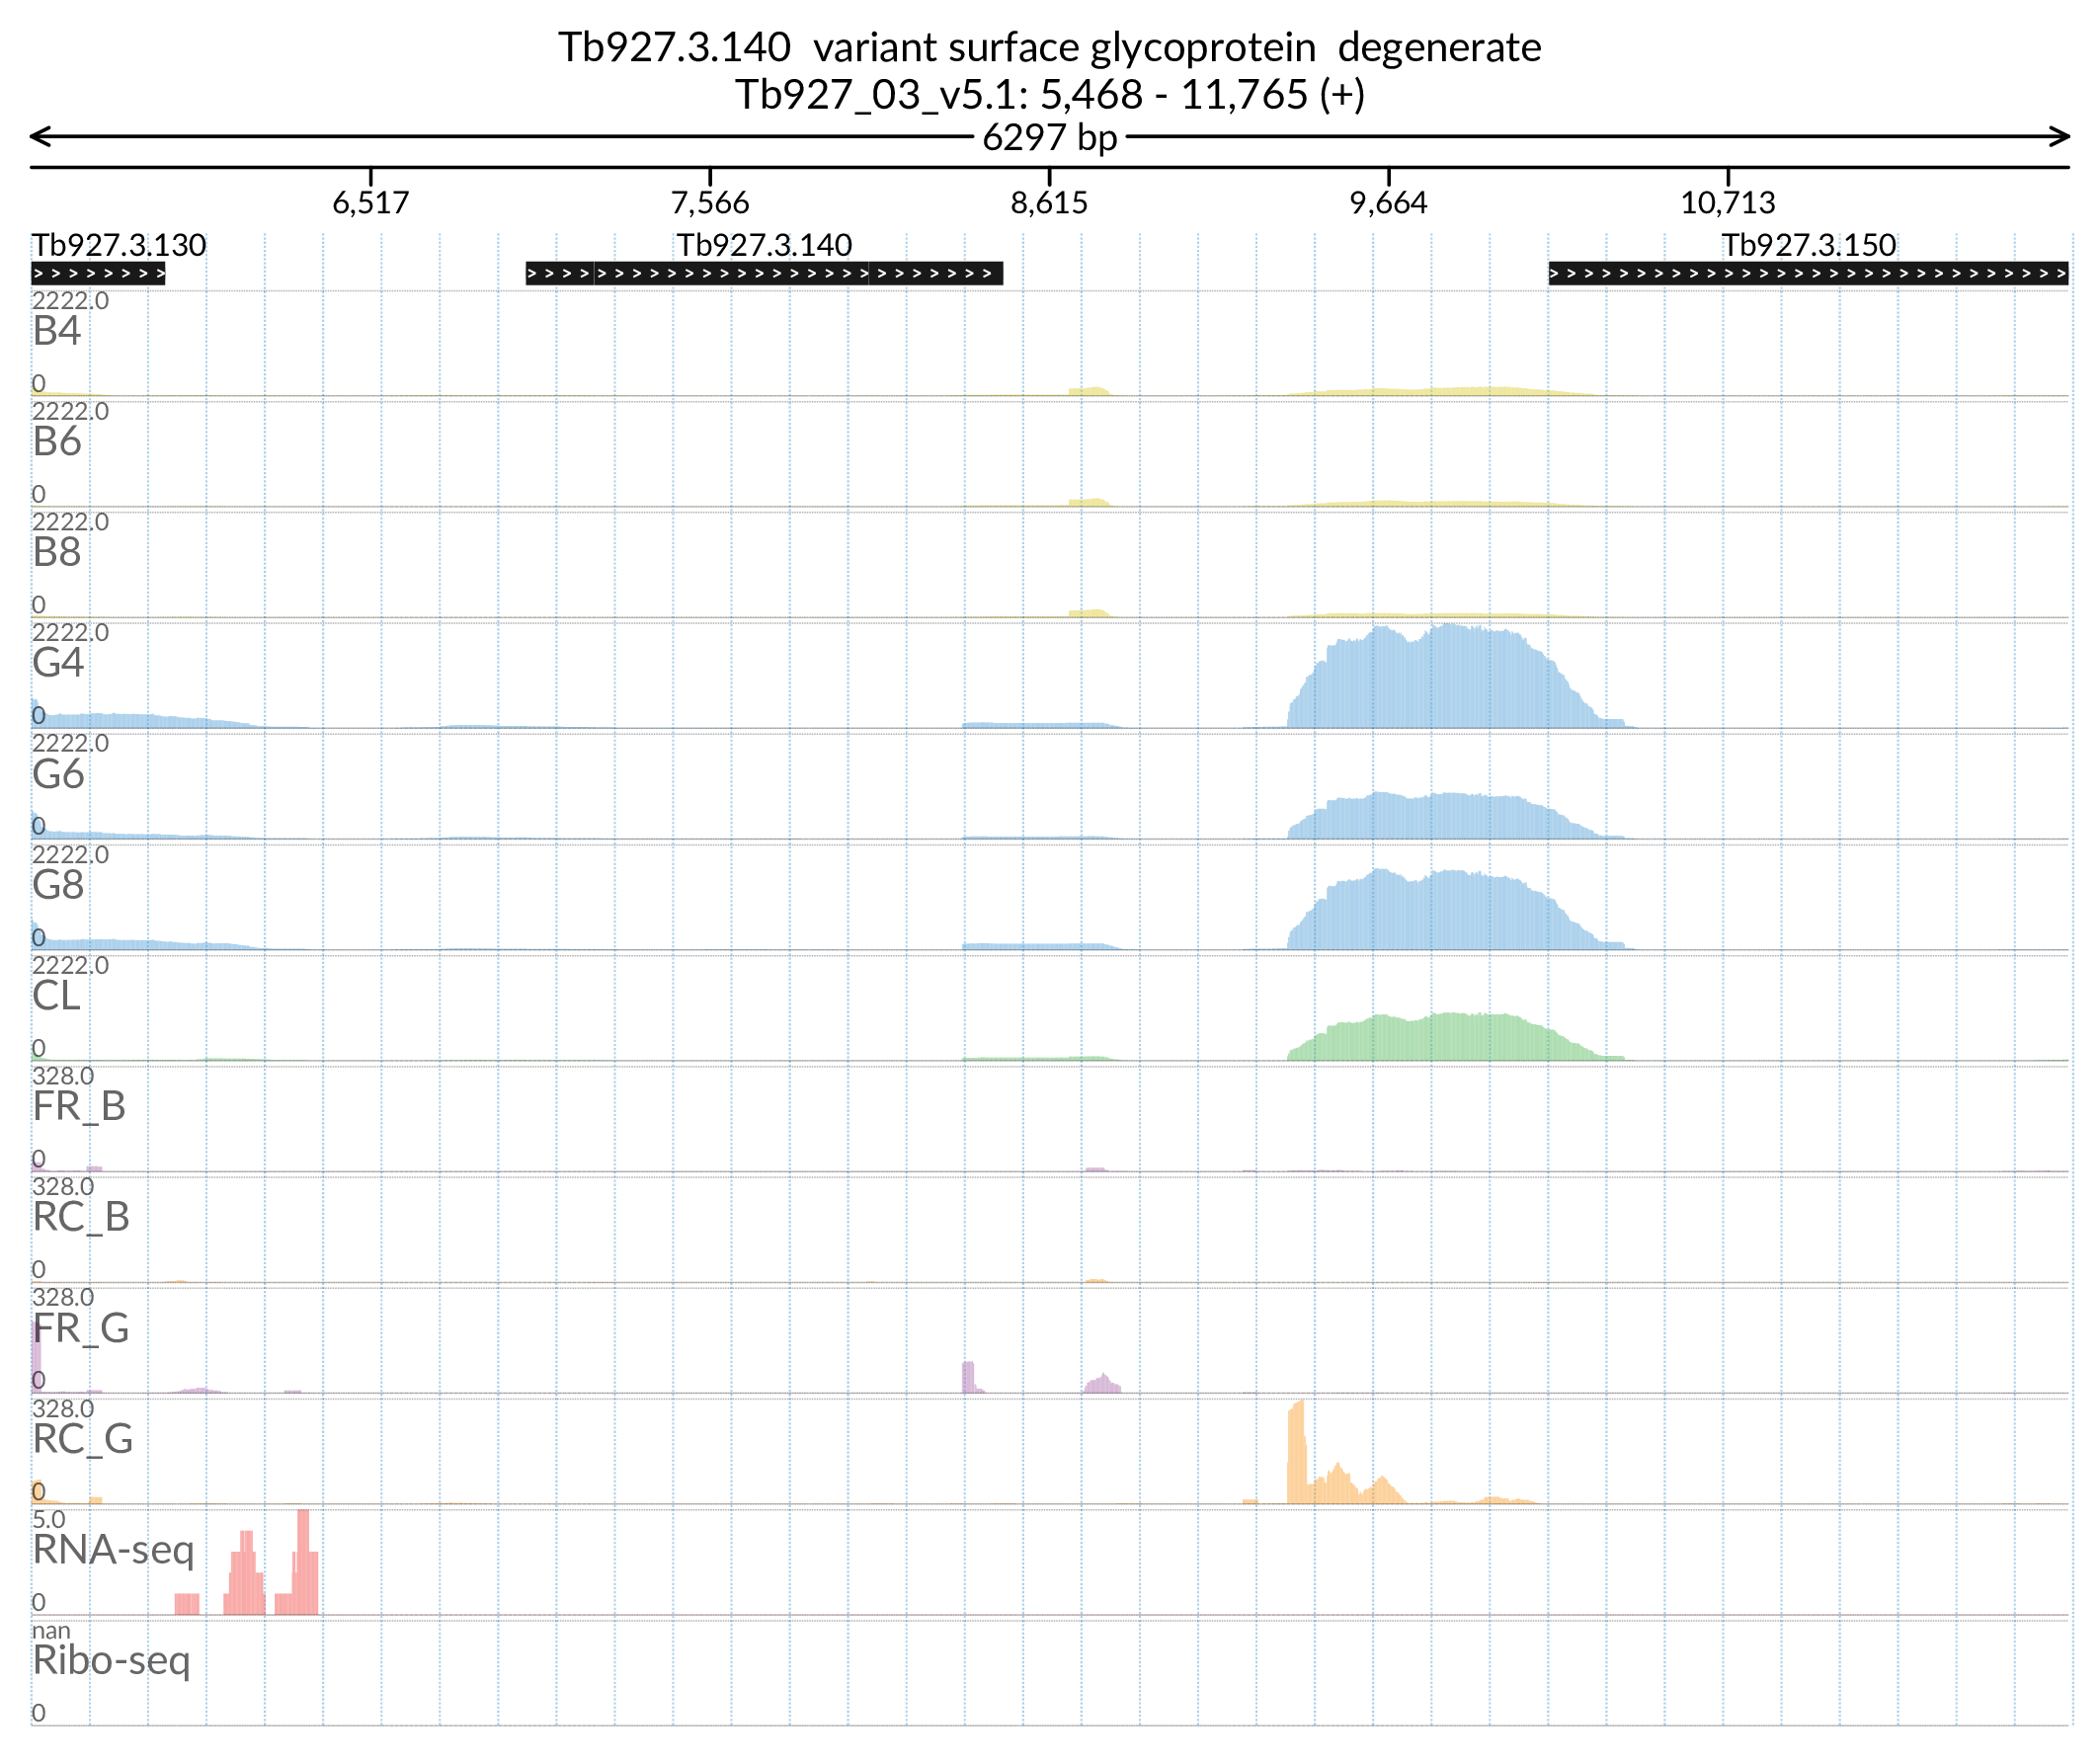 Tb927.3.140 variant surface glycoprotein degenerate
Tb927_03_v5.1: 5,468 - 11,765 (+)
6297 bp
6,517 7,566 8,615 9,664 10,713
Tb927.3.130 Tb927.3.140 Tb927.3.150
2222.0
B4
0
2222.0
B6
0
2222.0
B8
0
2222.0
G4
0
2222.0
G6
0
2222.0
G8
0
2222.0
CL
0
328.0
FR_B
0
328.0
RC_B
0
328.0
FR_G
0
328.0
RC_G
0
5.0
RNA-seq
0
nan
Ribo-seq
0